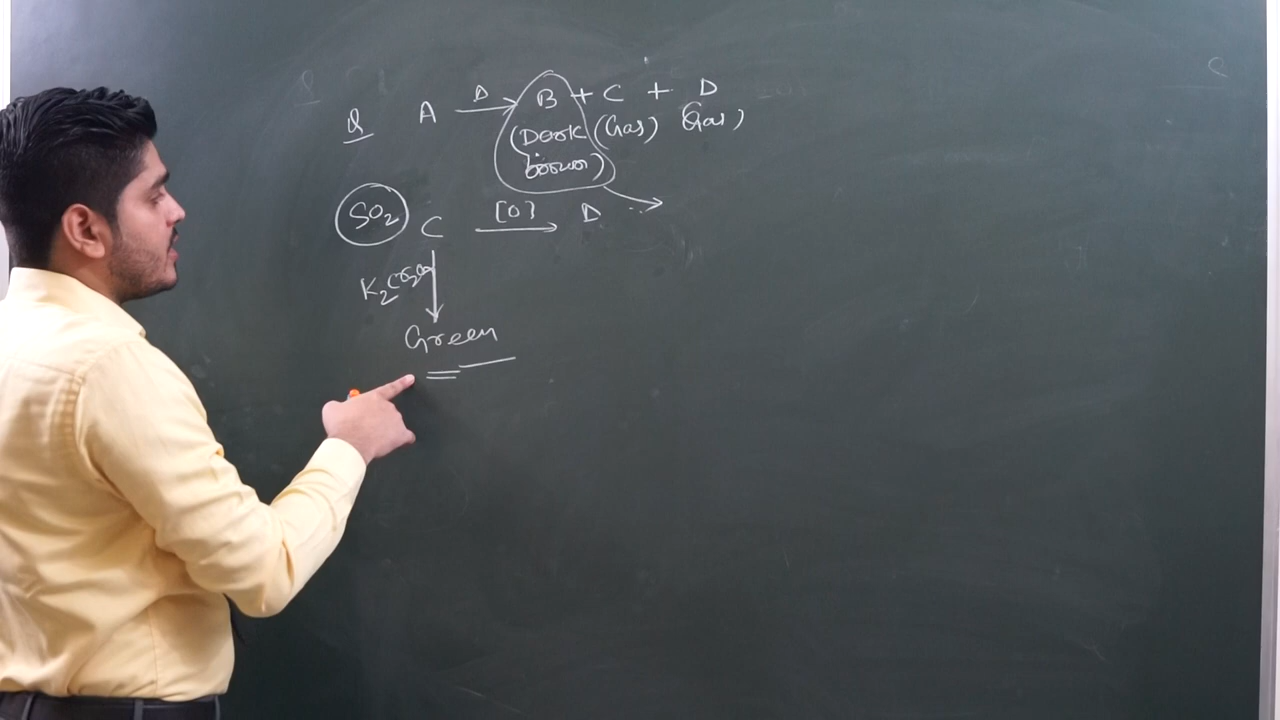 Q A Δ→ B + C + D
(Dark (Gas) Gas)
brown)
SO₂ C [O]→ D →
K₂Cr₂O₇
Green